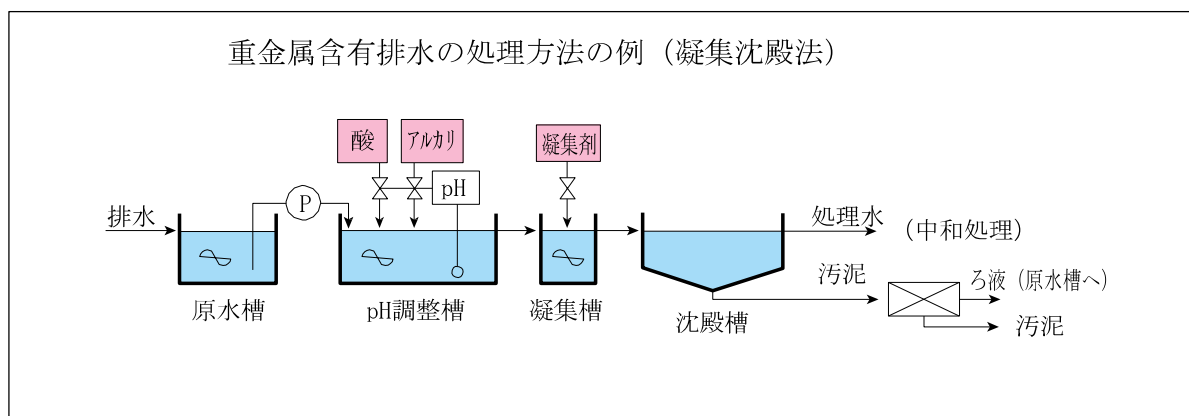 重金属含有排水の処理方法の例（凝集沈殿法）
酸
アルカリ
凝集剤
pH
P
排水
処理水
（中和処理）
汚泥
ろ液（原水槽へ）
汚泥
原水槽
pH調整槽
凝集槽
沈殿槽